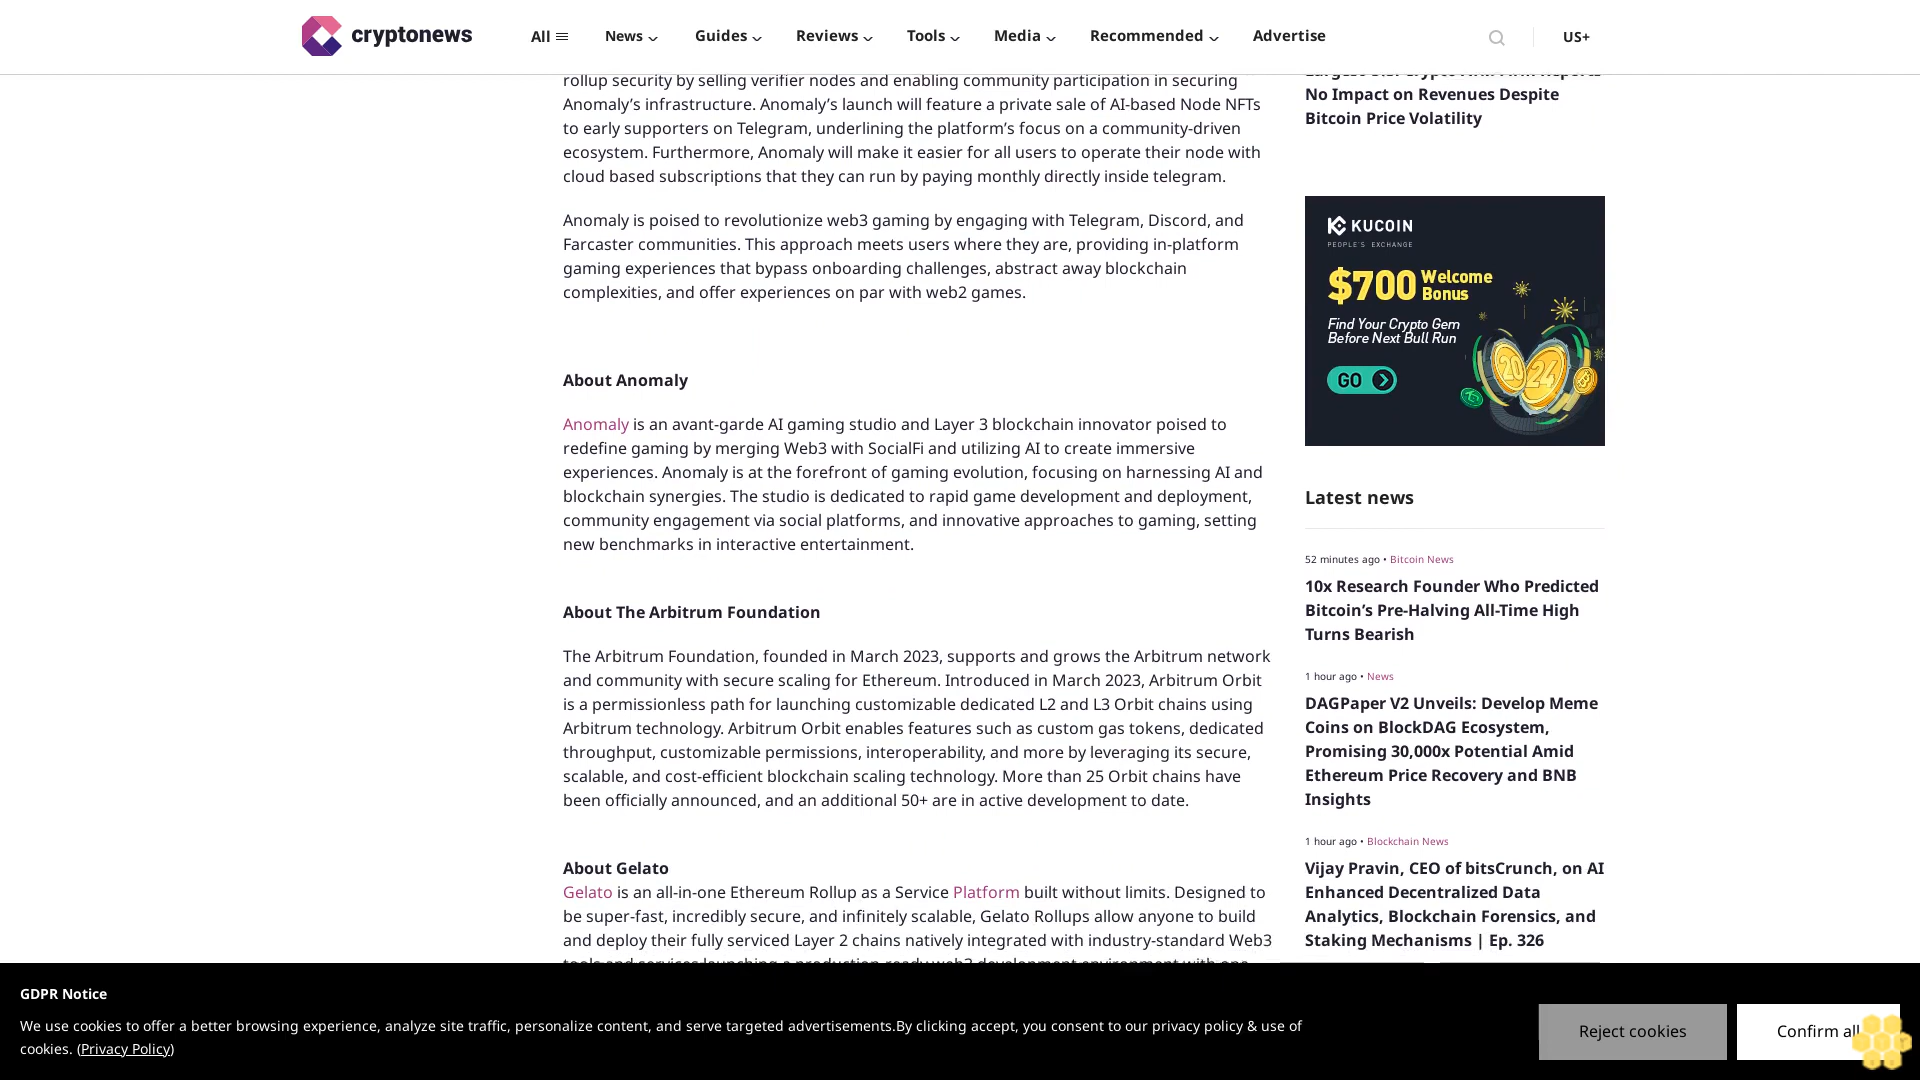 cryptonews
All
News
Guides
Reviews
Tools
Media
Recommended
Advertise
US+
rollup security by selling verifier nodes and enabling community participation in securing
Anomaly’s infrastructure. Anomaly’s launch will feature a private sale of AI-based Node NFTs
to early supporters on Telegram, underlining the platform’s focus on a community-driven
ecosystem. Furthermore, Anomaly will make it easier for all users to operate their node with
cloud based subscriptions that they can run by paying monthly directly inside telegram.
Anomaly is poised to revolutionize web3 gaming by engaging with Telegram, Discord, and
Farcaster communities. This approach meets users where they are, providing in-platform
gaming experiences that bypass onboarding challenges, abstract away blockchain
complexities, and offer experiences on par with web2 games.
About Anomaly
Anomaly is an avant-garde AI gaming studio and Layer 3 blockchain innovator poised to
redefine gaming by merging Web3 with SocialFi and utilizing AI to create immersive
experiences. Anomaly is at the forefront of gaming evolution, focusing on harnessing AI and
blockchain synergies. The studio is dedicated to rapid game development and deployment,
community engagement via social platforms, and innovative approaches to gaming, setting
new benchmarks in interactive entertainment.
About The Arbitrum Foundation
The Arbitrum Foundation, founded in March 2023, supports and grows the Arbitrum network
and community with secure scaling for Ethereum. Introduced in March 2023, Arbitrum Orbit
is a permissionless path for launching customizable dedicated L2 and L3 Orbit chains using
Arbitrum technology. Arbitrum Orbit enables features such as custom gas tokens, dedicated
throughput, customizable permissions, interoperability, and more by leveraging its secure,
scalable, and cost-efficient blockchain scaling technology. More than 25 Orbit chains have
been officially announced, and an additional 50+ are in active development to date.
About Gelato
Gelato is an all-in-one Ethereum Rollup as a Service Platform built without limits. Designed to
be super-fast, incredibly secure, and infinitely scalable, Gelato Rollups allow anyone to build
and deploy their fully serviced Layer 2 chains natively integrated with industry-standard Web3
No Impact on Revenues Despite
Bitcoin Price Volatility
KUCOIN
PEOPLE'S EXCHANGE
$700 Welcome
Bonus
Find Your Crypto Gem
Before Next Bull Run
GO
20 24
Latest news
52 minutes ago • Bitcoin News
10x Research Founder Who Predicted
Bitcoin’s Pre-Halving All-Time High
Turns Bearish
1 hour ago • News
DAGPaper V2 Unveils: Develop Meme
Coins on BlockDAG Ecosystem,
Promising 30,000x Potential Amid
Ethereum Price Recovery and BNB
Insights
1 hour ago • Blockchain News
Vijay Pravin, CEO of bitsCrunch, on AI
Enhanced Decentralized Data
Analytics, Blockchain Forensics, and
Staking Mechanisms | Ep. 326
GDPR Notice
We use cookies to offer a better browsing experience, analyze site traffic, personalize content, and serve targeted advertisements.By clicking accept, you consent to our privacy policy & use of
cookies. (Privacy Policy)
Reject cookies
Confirm all